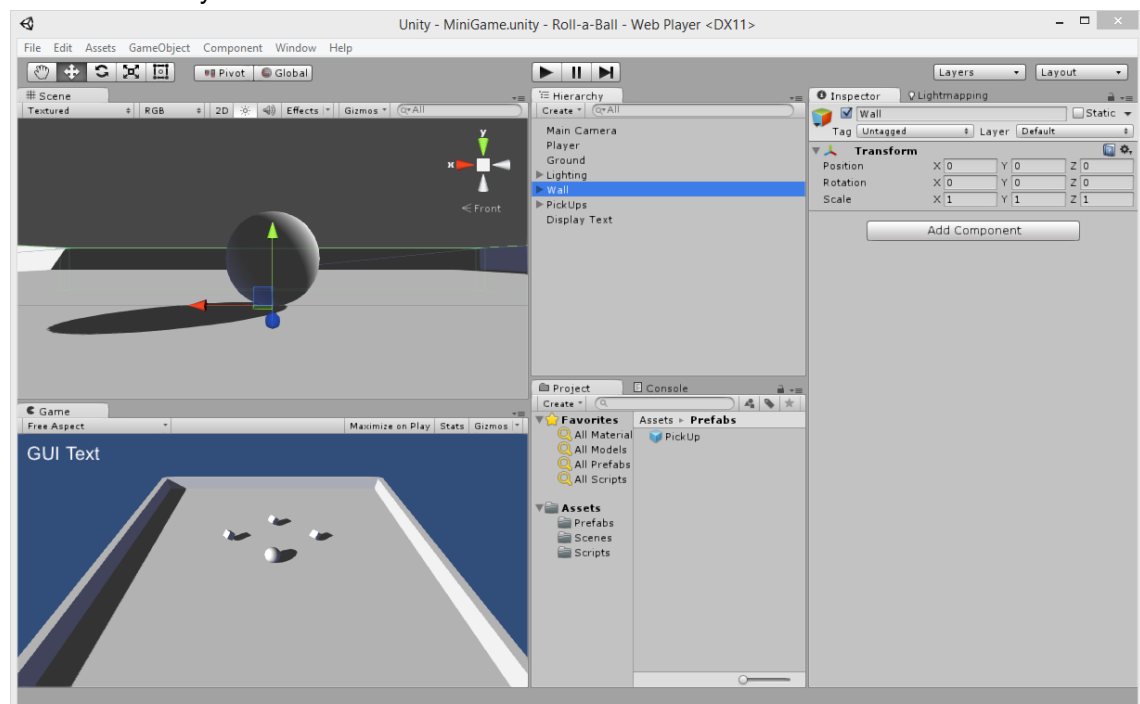 Unity - MiniGame.unity - Roll-a-Ball - Web Player <DX11>
File Edit Assets GameObject Component Window Help
Pivot Global
Layers Layout
Scene
Textured RGB 2D Effects Gizmos All
y
x
Front
Game
Free Aspect Maximize on Play Stats Gizmos
GUI Text
Hierarchy
Create All
Main Camera
Player
Ground
Lighting
Wall
PickUps
Display Text
Project Console
Create
Favorites
All Material
All Models
All Prefabs
All Scripts
Assets
Prefabs
Scenes
Scripts
Assets Prefabs
PickUp
Inspector Lightmapping
Wall Static
Tag Untagged Layer Default
Transform
Position X 0 Y 0 Z 0
Rotation X 0 Y 0 Z 0
Scale X 1 Y 1 Z 1
Add Component